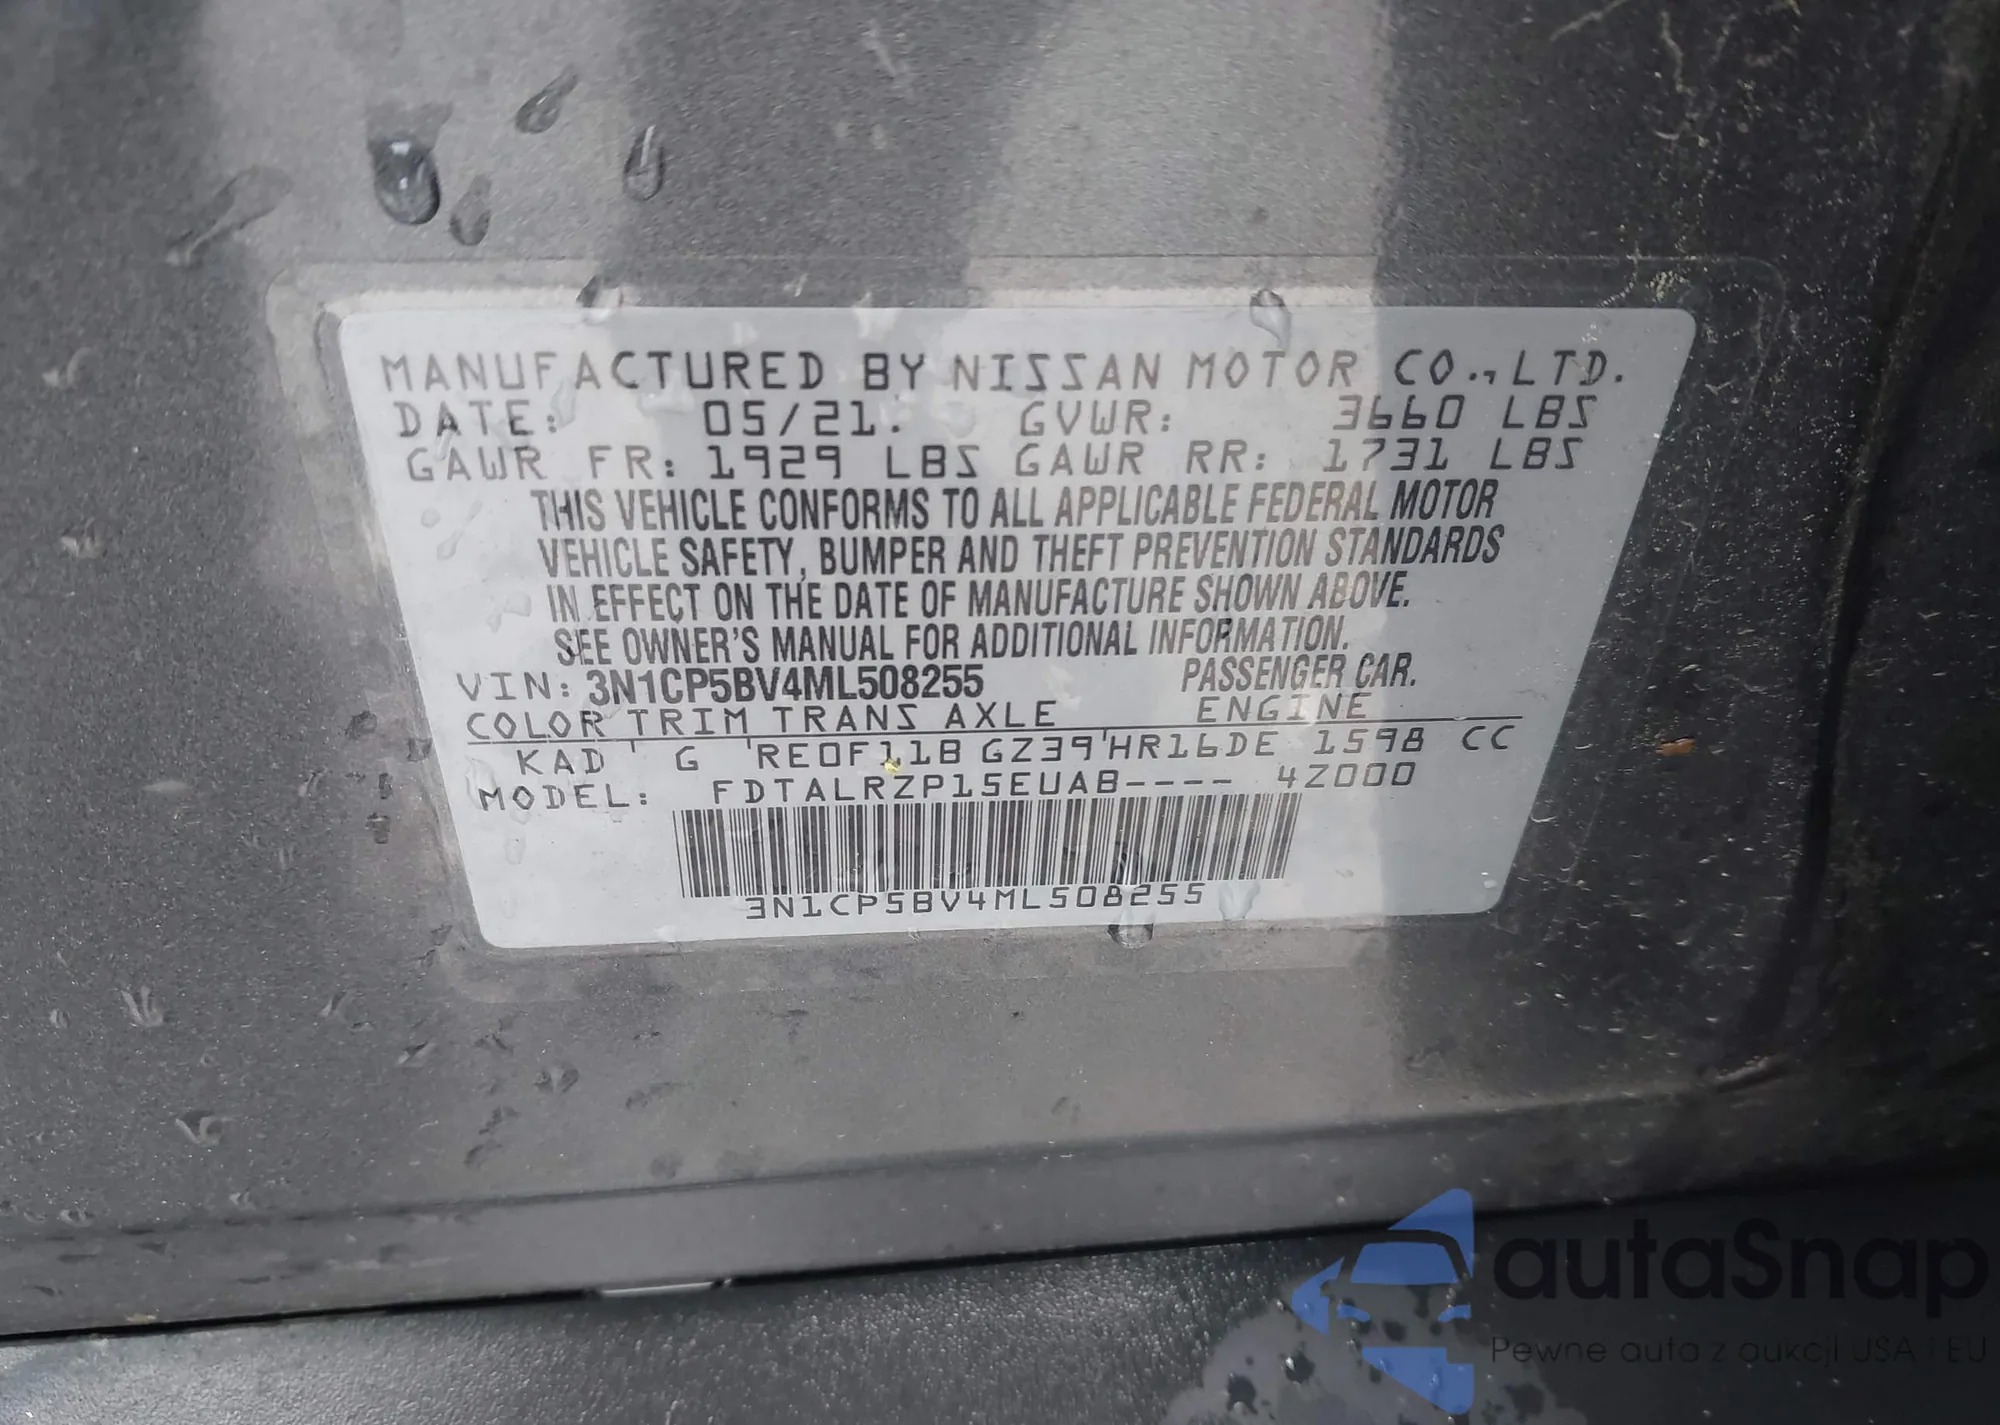 MANUFACTURED BY NISSAN MOTOR CO., LTD.
DATE: 05/21. GVWR: 3660 LBS
GAWR FR: 1929 LBS GAWR RR: 1731 LBS
THIS VEHICLE CONFORMS TO ALL APPLICABLE FEDERAL MOTOR
VEHICLE SAFETY, BUMPER AND THEFT PREVENTION STANDARDS
IN EFFECT ON THE DATE OF MANUFACTURE SHOWN ABOVE.
SEE OWNER'S MANUAL FOR ADDITIONAL INFORMATION.
VIN: 3N1CP5BV4ML508255 PASSENGER CAR.
COLOR TRIM TRANS AXLE ENGINE
KAD G RE0F11B GZ39 HR16DE 1598 CC
MODEL: FDTALRZP15EUAB---- 4Z000
3N1CP5BV4ML508255
autaSnap
Pewne auta z aukcji USA i EU